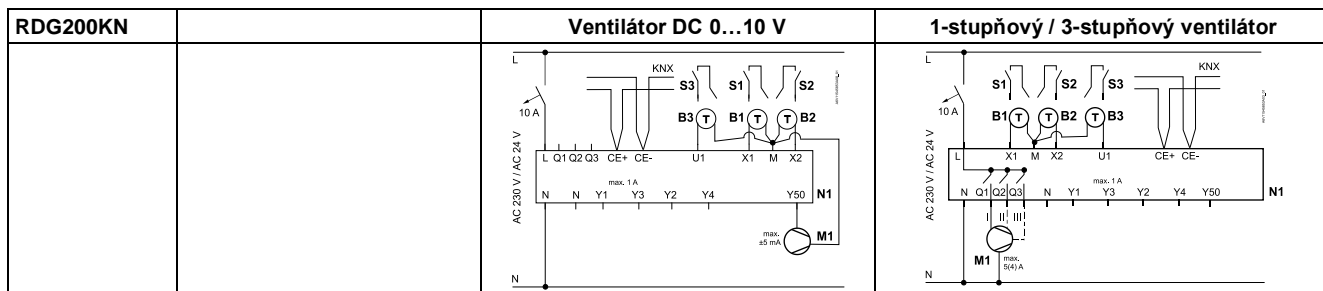 RDG200KN
Ventilátor DC 0…10 V
1-stupňový / 3-stupňový ventilátor
L
KNX
S3 S1 S2
10 A
B3 T B1 T T B2
AC 230 V / AC 24 V
L Q1 Q2 Q3 CE+ CE- U1 X1 M X2
max. 1 A
N N Y1 Y3 Y2 Y4 Y50 N1
max.
±5 mA
M1
N
L
S1 S2 S3
KNX
10 A
B1 T T B2 T B3
AC 230 V / AC 24 V
L X1 M X2 U1 CE+ CE-
max. 1 A
N Q1 Q2 Q3 N Y1 Y3 Y2 Y4 Y50 N1
I II III
M1
max.
5(4) A
N